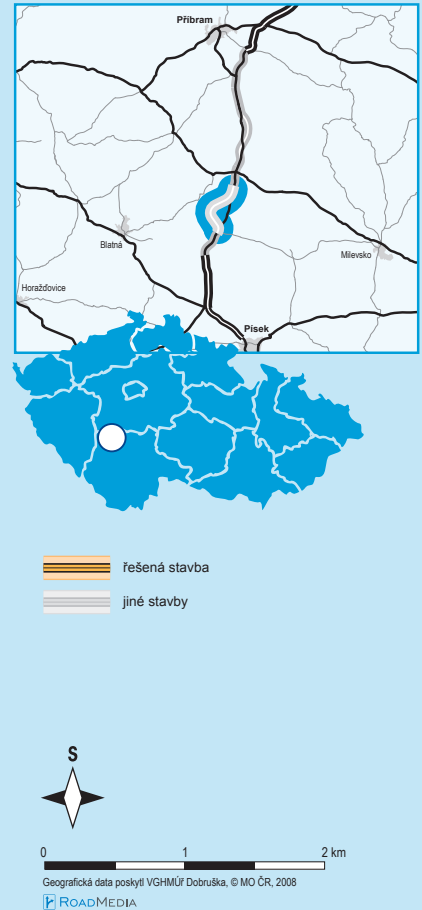 Příbram
Blatná
Milevsko
Horažďovice
Písek
řešená stavba
jiné stavby
S
0 1 2 km
Geografická data poskytl VGHMÚř Dobruška, © MO ČR, 2008
ROADMEDIA